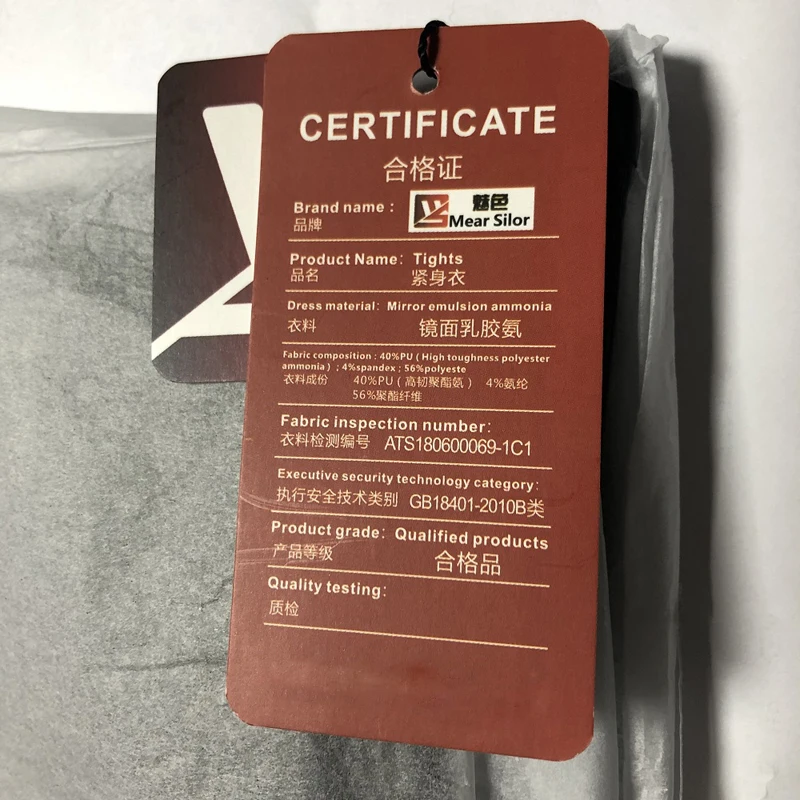 CERTIFICATE
合格证
Brand name : 魅色
品牌 Mear Silor
Product Name: Tights
品名 紧身衣
Dress material: Mirror emulsion ammonia
衣料 镜面乳胶氨
Fabric composition : 40%PU ( High toughness polyester
ammonia ) ; 4%spandex ; 56%polyeste
衣料成份 40%PU ( 高韧聚酯氨 ) 4%氨纶
56%聚酯纤维
Fabric inspection number:
衣料检测编号 ATS180600069-1C1
Executive security technology category:
执行安全技术类别 GB18401-2010B类
Product grade: Qualified products
产品等级 合格品
Quality testing:
质检